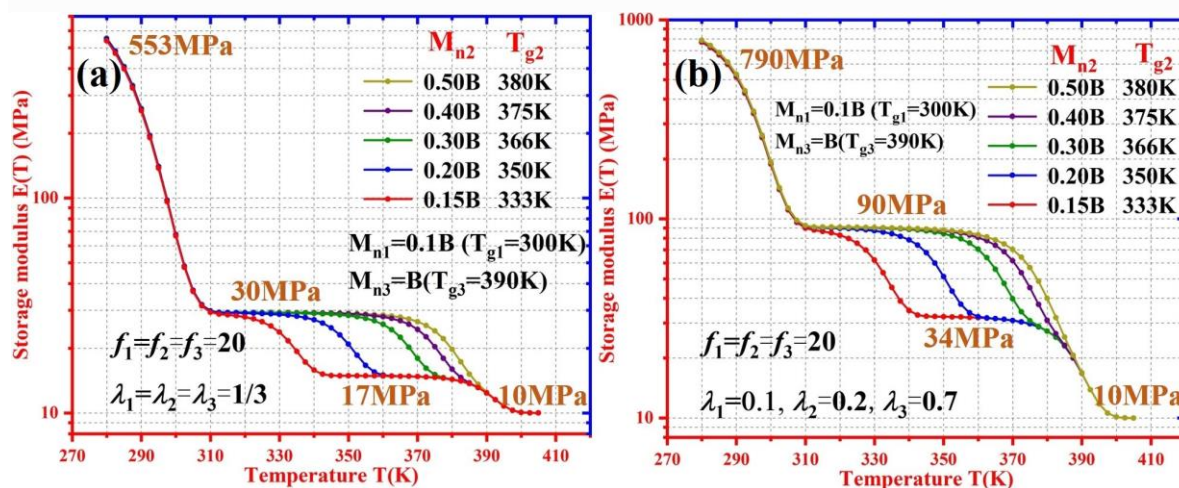 (a)
553MPa
Mn2 Tg2
0.50B 380K
0.40B 375K
0.30B 366K
0.20B 350K
0.15B 333K
Mn1=0.1B (Tg1=300K)
Mn3=B(Tg3=390K)
30MPa
17MPa
10MPa
f1=f2=f3=20
λ1=λ2=λ3=1/3
Storage modulus E(T) (MPa)
100
10
270 290 310 330 350 370 390 410
Temperature T(K)
(b)
790MPa
Mn2 Tg2
0.50B 380K
0.40B 375K
0.30B 366K
0.20B 350K
0.15B 333K
Mn1=0.1B (Tg1=300K)
Mn3=B(Tg3=390K)
90MPa
34MPa
10MPa
f1=f2=f3=20
λ1=0.1, λ2=0.2, λ3=0.7
Storage modulus E(T) (MPa)
1000
100
10
270 290 310 330 350 370 390 410
Temperature T(K)